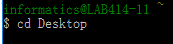 informatics@LAB414-11 ~
$ cd Desktop